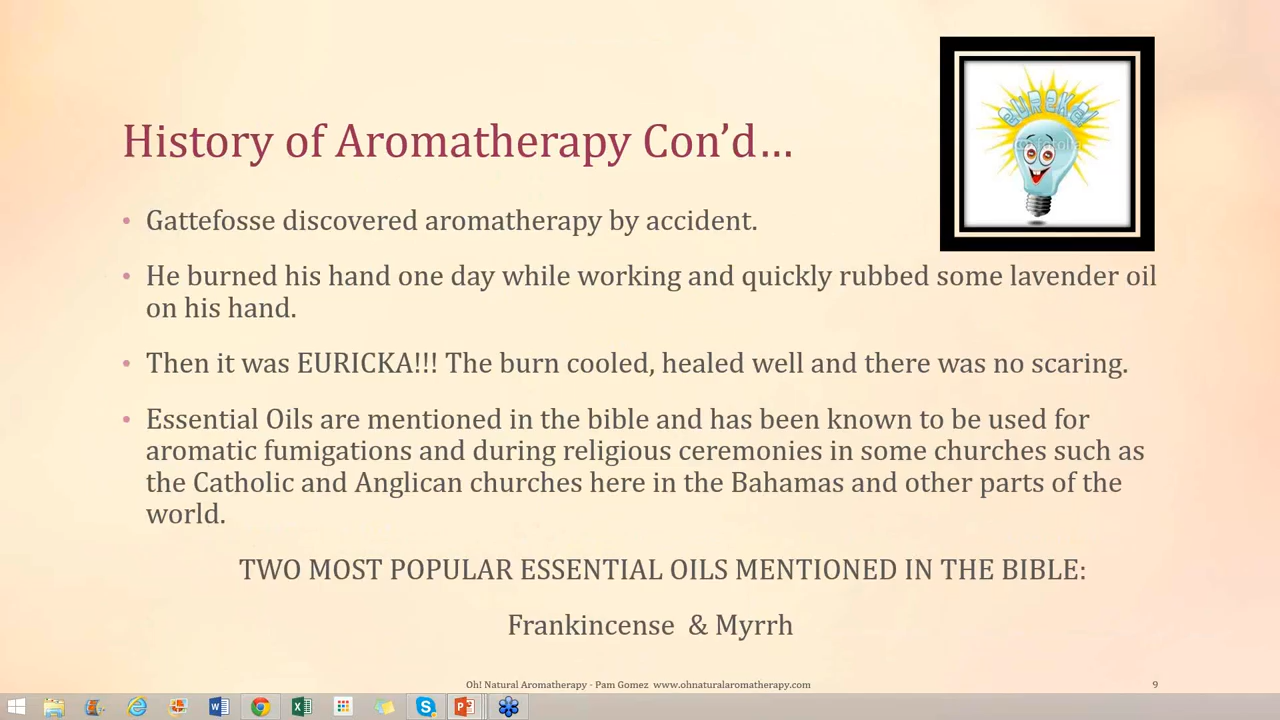 EUREKA!
History of Aromatherapy Con’d…
• Gattefosse discovered aromatherapy by accident.
• He burned his hand one day while working and quickly rubbed some lavender oil
on his hand.
• Then it was EURICKA!!! The burn cooled, healed well and there was no scaring.
• Essential Oils are mentioned in the bible and has been known to be used for
aromatic fumigations and during religious ceremonies in some churches such as
the Catholic and Anglican churches here in the Bahamas and other parts of the
world.
TWO MOST POPULAR ESSENTIAL OILS MENTIONED IN THE BIBLE:
Frankincense & Myrrh
Oh! Natural Aromatherapy - Pam Gomez www.ohnaturalaromatherapy.com
9